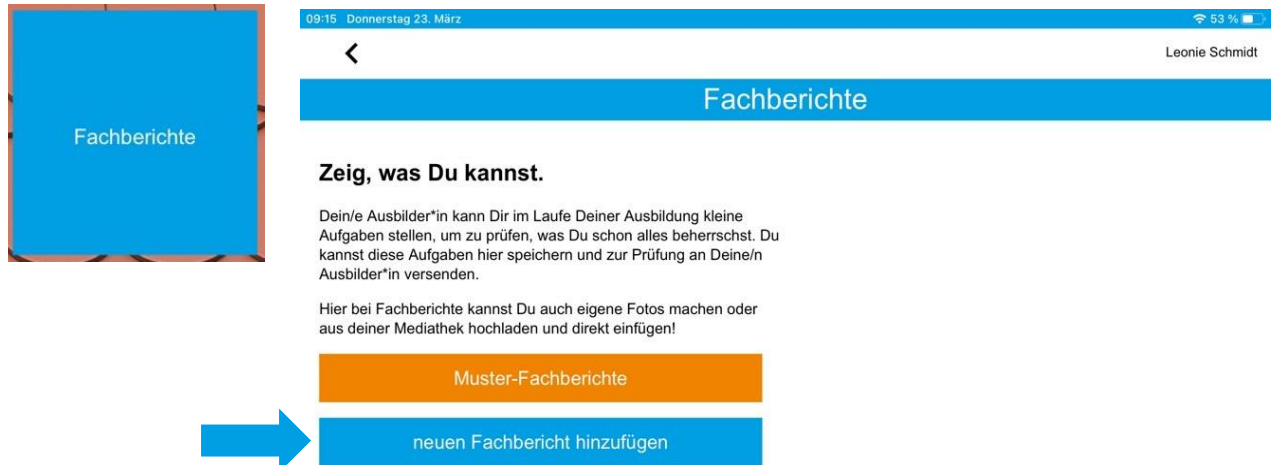 Fachberichte
09:15 Donnerstag 23. März
53 %
Leonie Schmidt
Fachberichte
Zeig, was Du kannst.
Dein/e Ausbilder*in kann Dir im Laufe Deiner Ausbildung kleine
Aufgaben stellen, um zu prüfen, was Du schon alles beherrschst. Du
kannst diese Aufgaben hier speichern und zur Prüfung an Deine/n
Ausbilder*in versenden.
Hier bei Fachberichte kannst Du auch eigene Fotos machen oder
aus deiner Mediathek hochladen und direkt einfügen!
Muster-Fachberichte
neuen Fachbericht hinzufügen